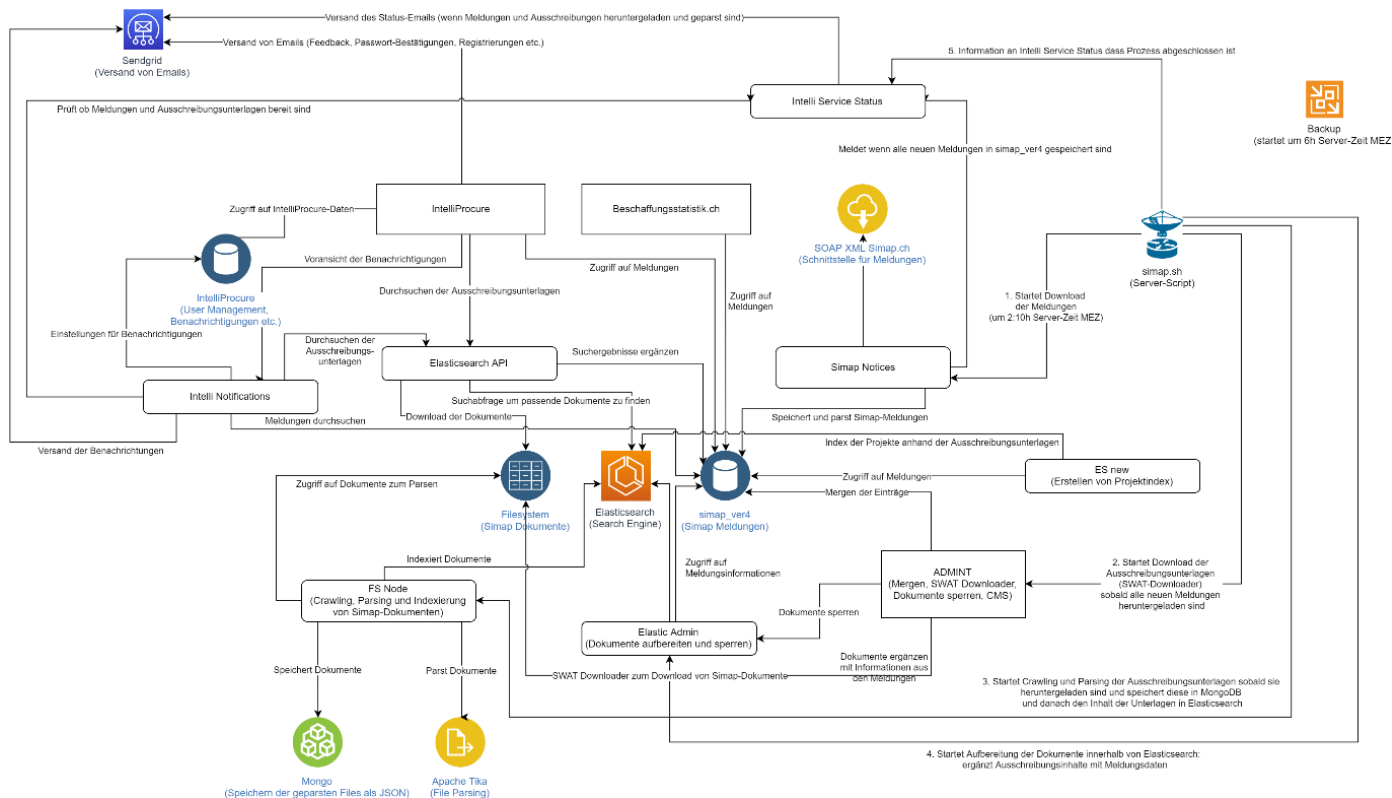 Versand des Status-Emails (wenn Meldungen und Ausschreibungen heruntergeladen und geparst sind)
Versand von Emails (Feedback, Passwort-Bestätigungen, Registrierungen etc.)
Sendgrid
(Versand von Emails)
5. Information an Intelli Service Status dass Prozess abgeschlossen ist
Prüft ob Meldungen und Ausschreibungsunterlagen bereit sind
Intelli Service Status
Backup
(startet um 6h Server-Zeit MEZ
Meldet wenn alle neuen Meldungen in simap_ver4 gespeichert sind
Zugriff auf IntelliProcure-Daten
IntelliProcure
Beschaffungsstatistik.ch
SOAP XML Simap.ch
(Schnittstelle für Meldungen)
simap.sh
(Server-Script)
Voransicht der Benachrichtigungen
Zugriff auf Meldungen
IntelliProcure
(User Management,
Benachrichtigungen etc.)
Durchsuchen der Ausschreibungsunterlagen
Zugriff auf
Meldungen
1. Startet Download
der Meldungen
(um 2:10h Server-Zeit MEZ)
Einstellungen für Benachrichtigungen
Durchsuchen der
Ausschreibungs-
unterlagen
Elasticsearch API
Suchergebnisse ergänzen
Simap Notices
Intelli Notifications
Suchabfrage um passende Dokumente zu finden
Meldungen durchsuchen
Download der Dokumente
Speichert und parst Simap-Meldungen
Versand der Benachrichtungen
Index der Projekte anhand der Ausschreibungsunterlagen
Zugriff auf Dokumente zum Parsen
Zugriff auf Meldungen
ES new
(Erstellen von Projektindex)
Mergen der Einträge
Filesystem
(Simap Dokumente)
Elasticsearch
(Search Engine)
simap_ver4
(Simap Meldungen)
Indexiert Dokumente
Zugriff auf
Meldungsinformationen
FS Node
(Crawling, Parsing und Indexierung
von Simap-Dokumenten)
ADMINT
(Mergen, SWAT Downloader,
Dokumente sperren, CMS)
2. Startet Download der
Ausschreibungsunterlagen
(SWAT-Downloader)
sobald alle neuen Meldungen
heruntergeladen sind
Dokumente sperren
Elastic Admin
(Dokumente aufbereiten und sperren)
Speichert Dokumente
Parst Dokumente
SWAT Downloader zum Download von Simap-Dokumente
Dokumente ergänzen
mit Informationen aus
den Meldungen
3. Startet Crawling und Parsing der Ausschreibungsunterlagen sobald sie
heruntergeladen sind und speichert diese in MongoDB
und danach den Inhalt der Unterlagen in Elasticsearch
4. Startet Aufbereitung der Dokumente innerhalb von Elasticsearch:
ergänzt Ausschreibungsinhalte mit Meldungsdaten
Mongo
(Speichern der geparsten Files als JSON)
Apache Tika
(File Parsing)